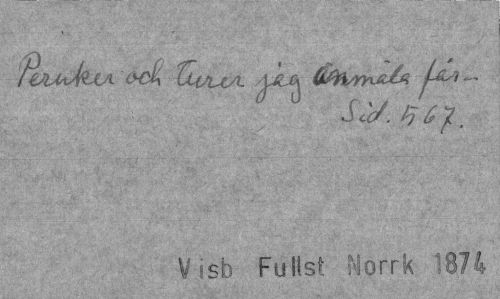 Peruker och Turer jag anmäla får —
Sid. 567.
Visb Fullst Norrk 1874